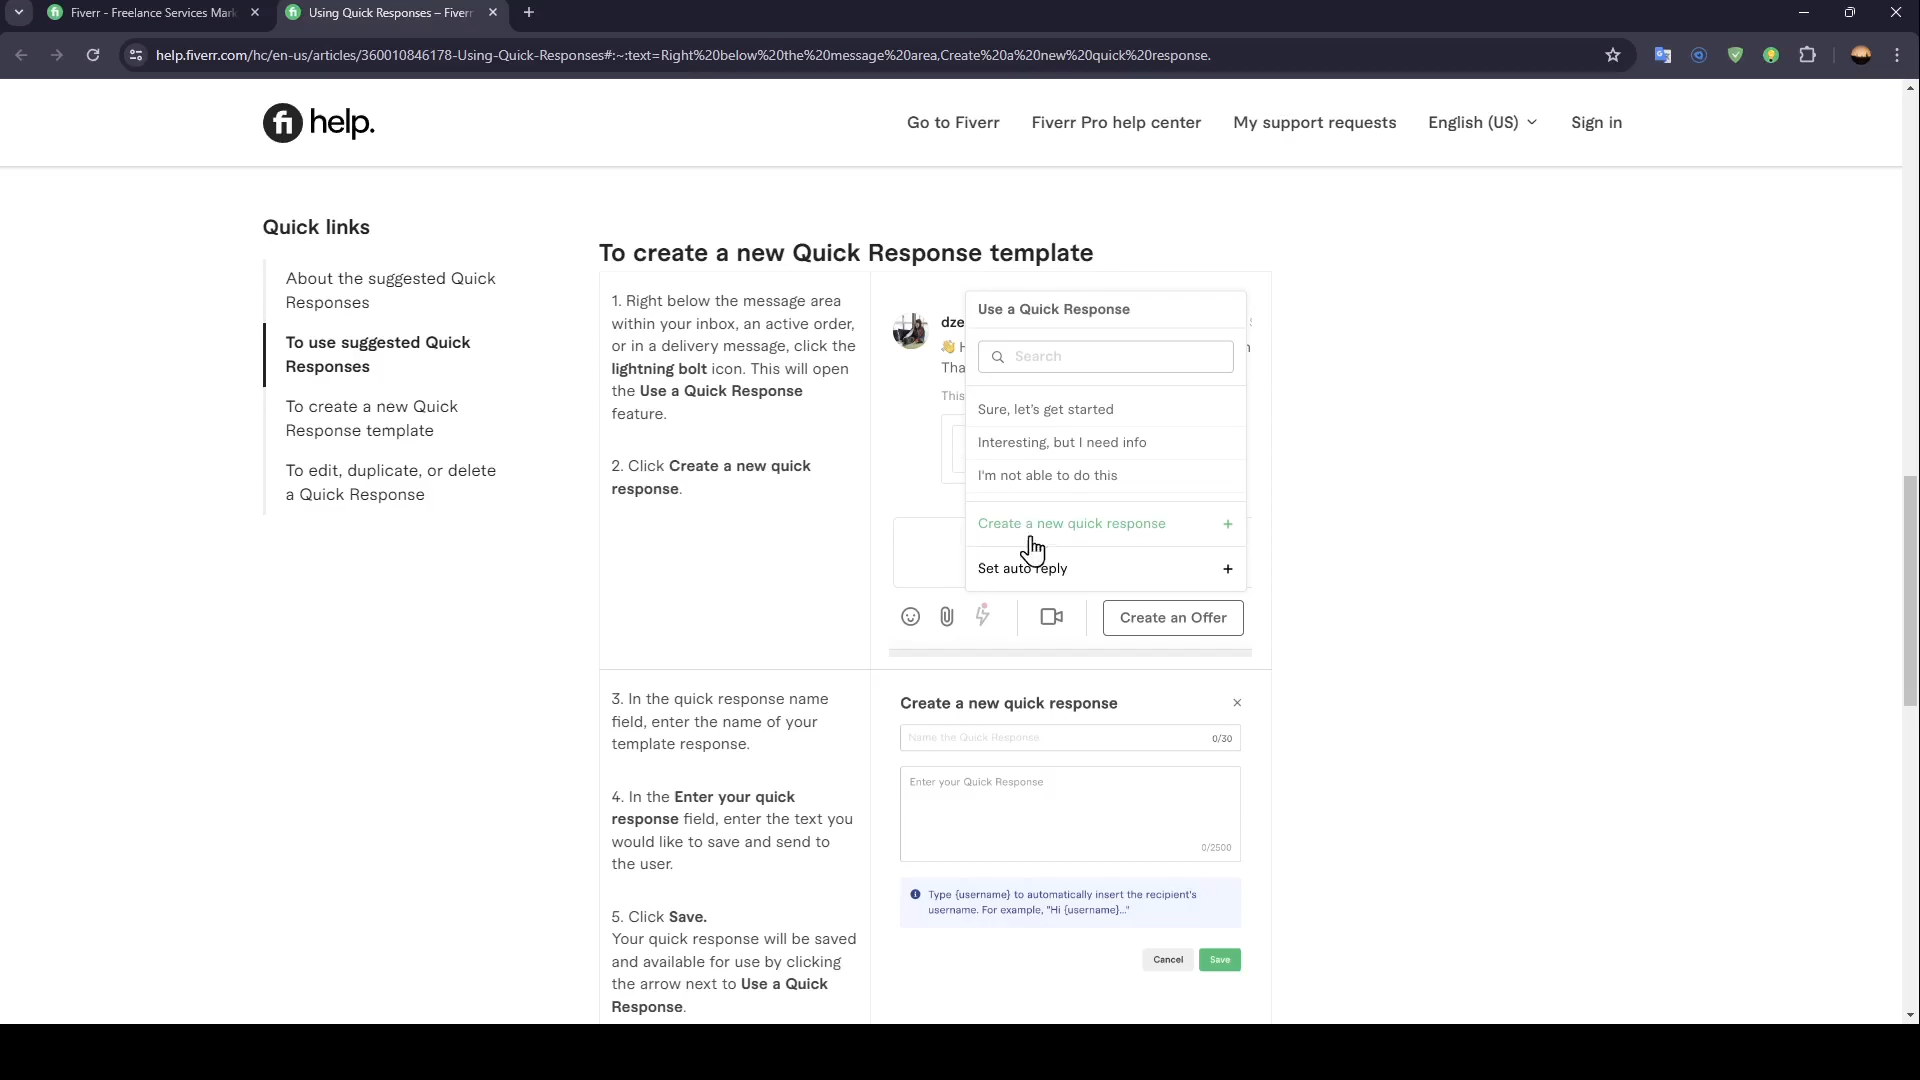 Fiverr - Freelance Services Mark
Using Quick Responses – Fiverr
help.fiverr.com/hc/en-us/articles/360010846178-Using-Quick-Responses#:~:text=Right%20below%20the%20message%20area,Create%20a%20new%20quick%20response.
fi help.
Go to Fiverr
Fiverr Pro help center
My support requests
English (US)
Sign in
Quick links
About the suggested Quick
Responses
To use suggested Quick
Responses
To create a new Quick
Response template
To edit, duplicate, or delete
a Quick Response
To create a new Quick Response template
1. Right below the message area
within your inbox, an active order,
or in a delivery message, click the
lightning bolt icon. This will open
the Use a Quick Response
feature.
2. Click Create a new quick
response.
dze
H
Tha
This
Use a Quick Response
Search
Sure, let's get started
Interesting, but I need info
I'm not able to do this
Create a new quick response +
Set auto reply +
Create an Offer
3. In the quick response name
field, enter the name of your
template response.
4. In the Enter your quick
response field, enter the text you
would like to save and send to
the user.
5. Click Save.
Your quick response will be saved
and available for use by clicking
the arrow next to Use a Quick
Response.
Create a new quick response
Name the Quick Response 0/30
Enter your Quick Response
0/2500
Type {username} to automatically insert the recipient's
username. For example, "Hi {username}..."
Cancel
Save